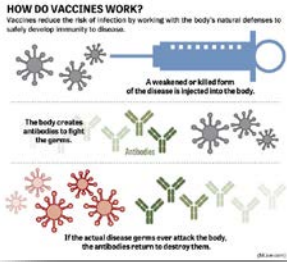 HOW DO VACCINES WORK?
Vaccines reduce the risk of infection by working with the body's natural defenses to
safely develop immunity to disease.
A weakened or killed form
of the disease is injected into the body.
The body creates
antibodies to fight
the germs.
Antibodies
If the actual disease germs ever attack the body,
the antibodies return to destroy them.